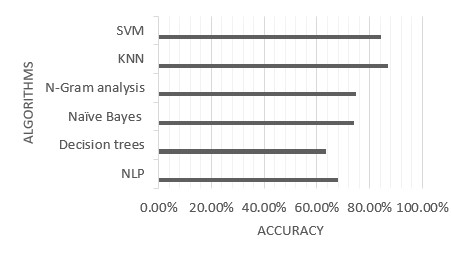 SVM
KNN
N-Gram analysis
Naïve Bayes
Decision trees
NLP
ALGORITHMS
0.00% 20.00% 40.00% 60.00% 80.00% 100.00%
ACCURACY